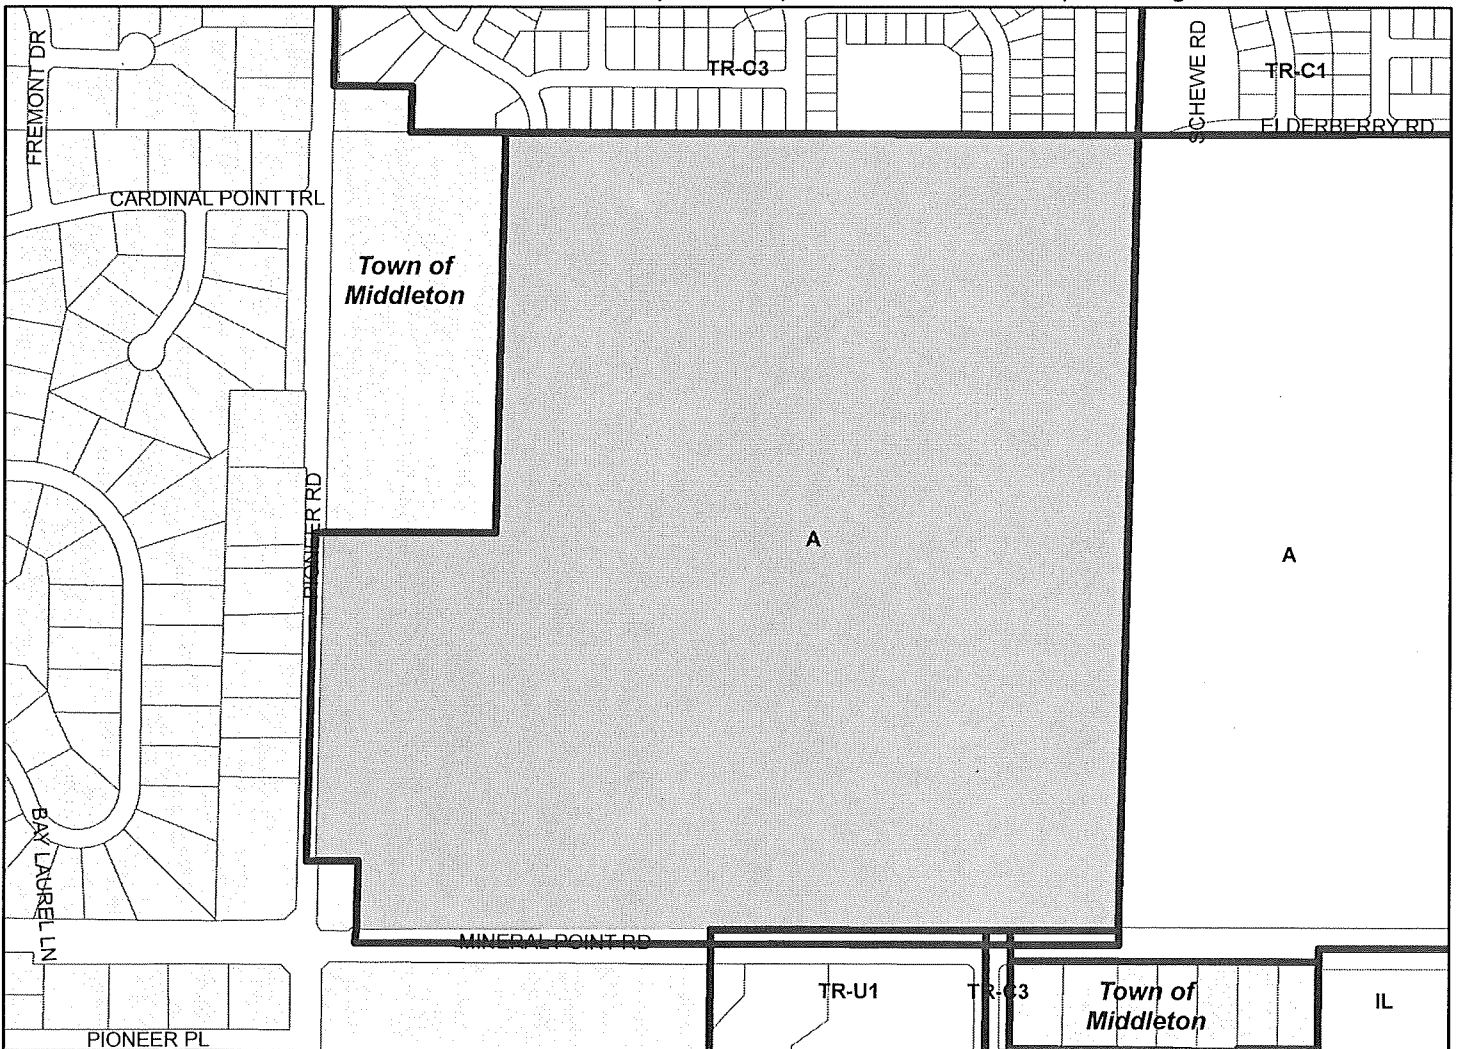 FREMONT DR
TR-C3
SCHEWE RD
TR-C1
ELDERBERRY RD
CARDINAL POINT TRL
Town of
Middleton
PIONEER RD
A
A
BAY LAUREL LN
MINERAL POINT RD
TR-U1
TR-C3
Town of
Middleton
IL
PIONEER PL